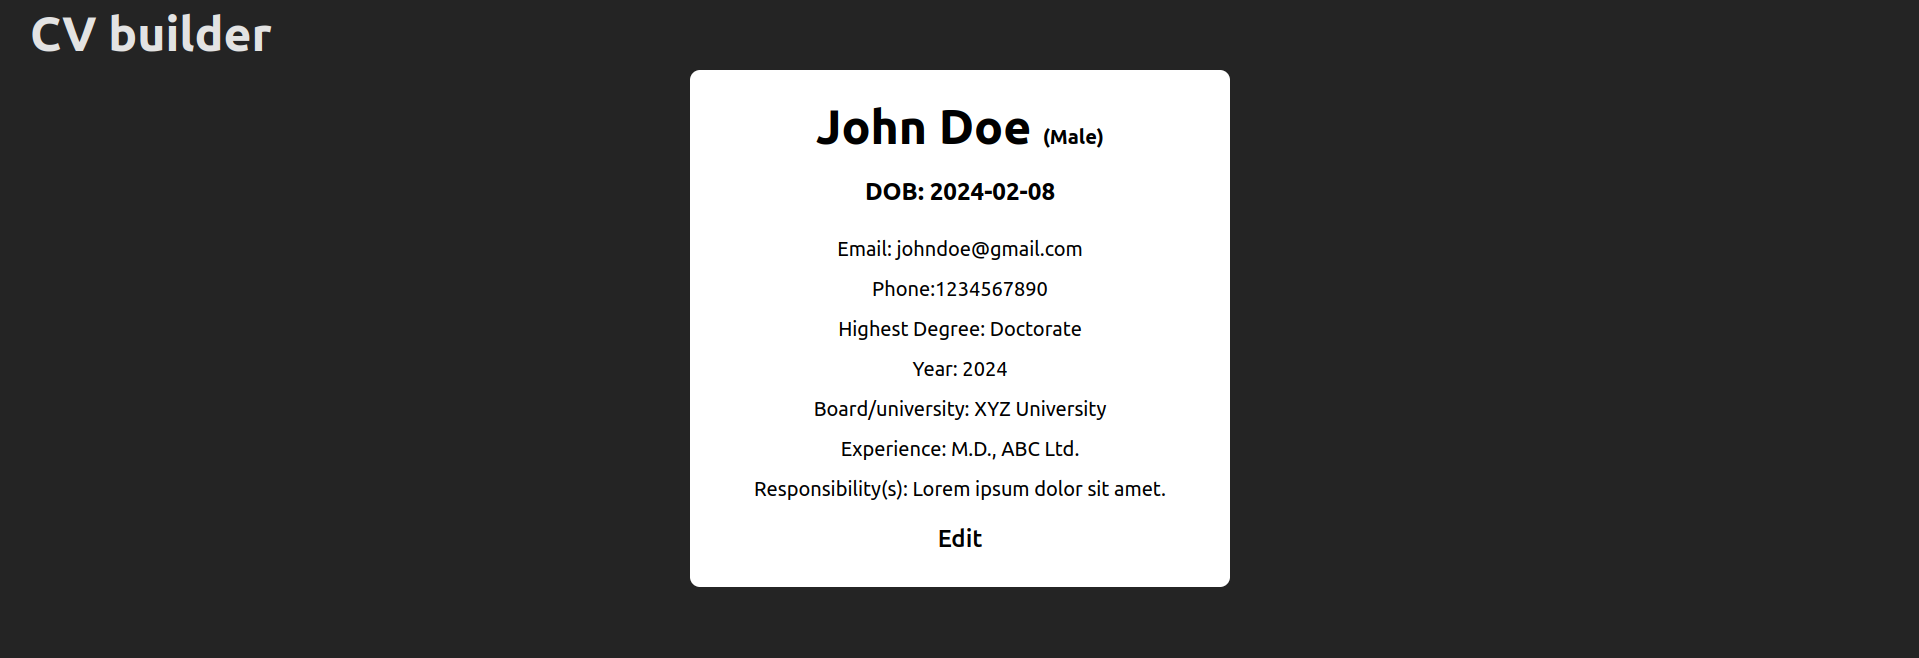 CV builder
John Doe (Male)
DOB: 2024-02-08
Email: johndoe@gmail.com
Phone:1234567890
Highest Degree: Doctorate
Year: 2024
Board/university: XYZ University
Experience: M.D., ABC Ltd.
Responsibility(s): Lorem ipsum dolor sit amet.
Edit